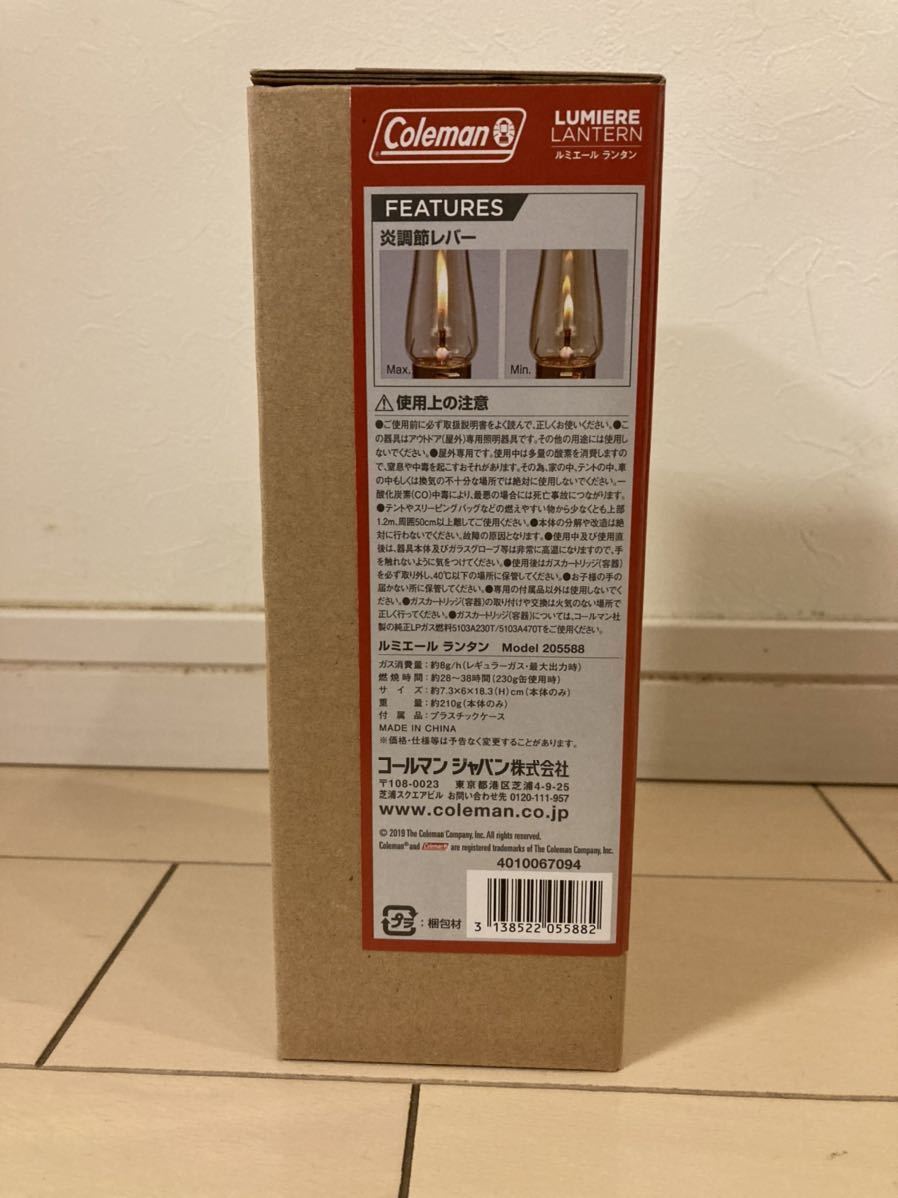 Coleman
LUMIERE
LANTERN
ルミエール ランタン
FEATURES
炎調節レバー
Max.
Min.
⚠使用上の注意
●ご使用前に必ず取扱説明書をよく読んで、正しくお使いください。●こ
の器具はアウトドア(屋外)専用照明器具です。その他の用途には使用し
ないでください。●屋外専用です。使用中は多量の酸素を消費しますの
で、窒息や中毒を起こすおそれがあります。その為、家の中、テントの中、車
の中もしくは換気の不十分な場所では絶対に使用しないでください。一
酸化炭素(CO)中毒により、最悪の場合には死亡事故につながります。
●テントやスリーピングバッグなどの燃えやすい物から少なくとも上部
1.2m、周囲50cm以上離してご使用ください。●本体の分解や改造は絶
対に行わないでください。故障の原因となります。●使用中及び使用直
後は、器具本体及びガラスグローブ等は非常に高温になりますので、手
を触れないように気をつけてください。●使用後はガスカートリッジ(容器)
を必ず取り外し、40℃以下の場所に保管してください。●お子様の手の
届かない所に保管してください。●専用の付属品以外は使用しないでく
ださい。●ガスカートリッジ(容器)の取り付けや交換は火気のない場所で
正しく行ってください。●ガスカートリッジ(容器)については、コールマン社
製の純正LPガス燃料5103A230T/5103A470Tをご使用ください。
ルミエール ランタン Model 205588
ガス消費量：約8g/h(レギュラーガス・最大出力時)
燃焼時間：約28〜38時間(230g缶使用時)
サイズ：約7.3×6×18.3(H)cm(本体のみ)
重量：約210g(本体のみ)
付属品：プラスチックケース
MADE IN CHINA
※価格・仕様等は予告なく変更することがあります。
コールマン ジャパン株式会社
〒108-0023 東京都港区芝浦4-9-25
芝浦スクエアビル お問い合わせ先 0120-111-957
www.coleman.co.jp
© 2019 The Coleman Company, Inc. All rights reserved.
Coleman® and Coleman are registered trademarks of The Coleman Company, Inc.
4010067094
プラ：梱包材
3 138522 055882